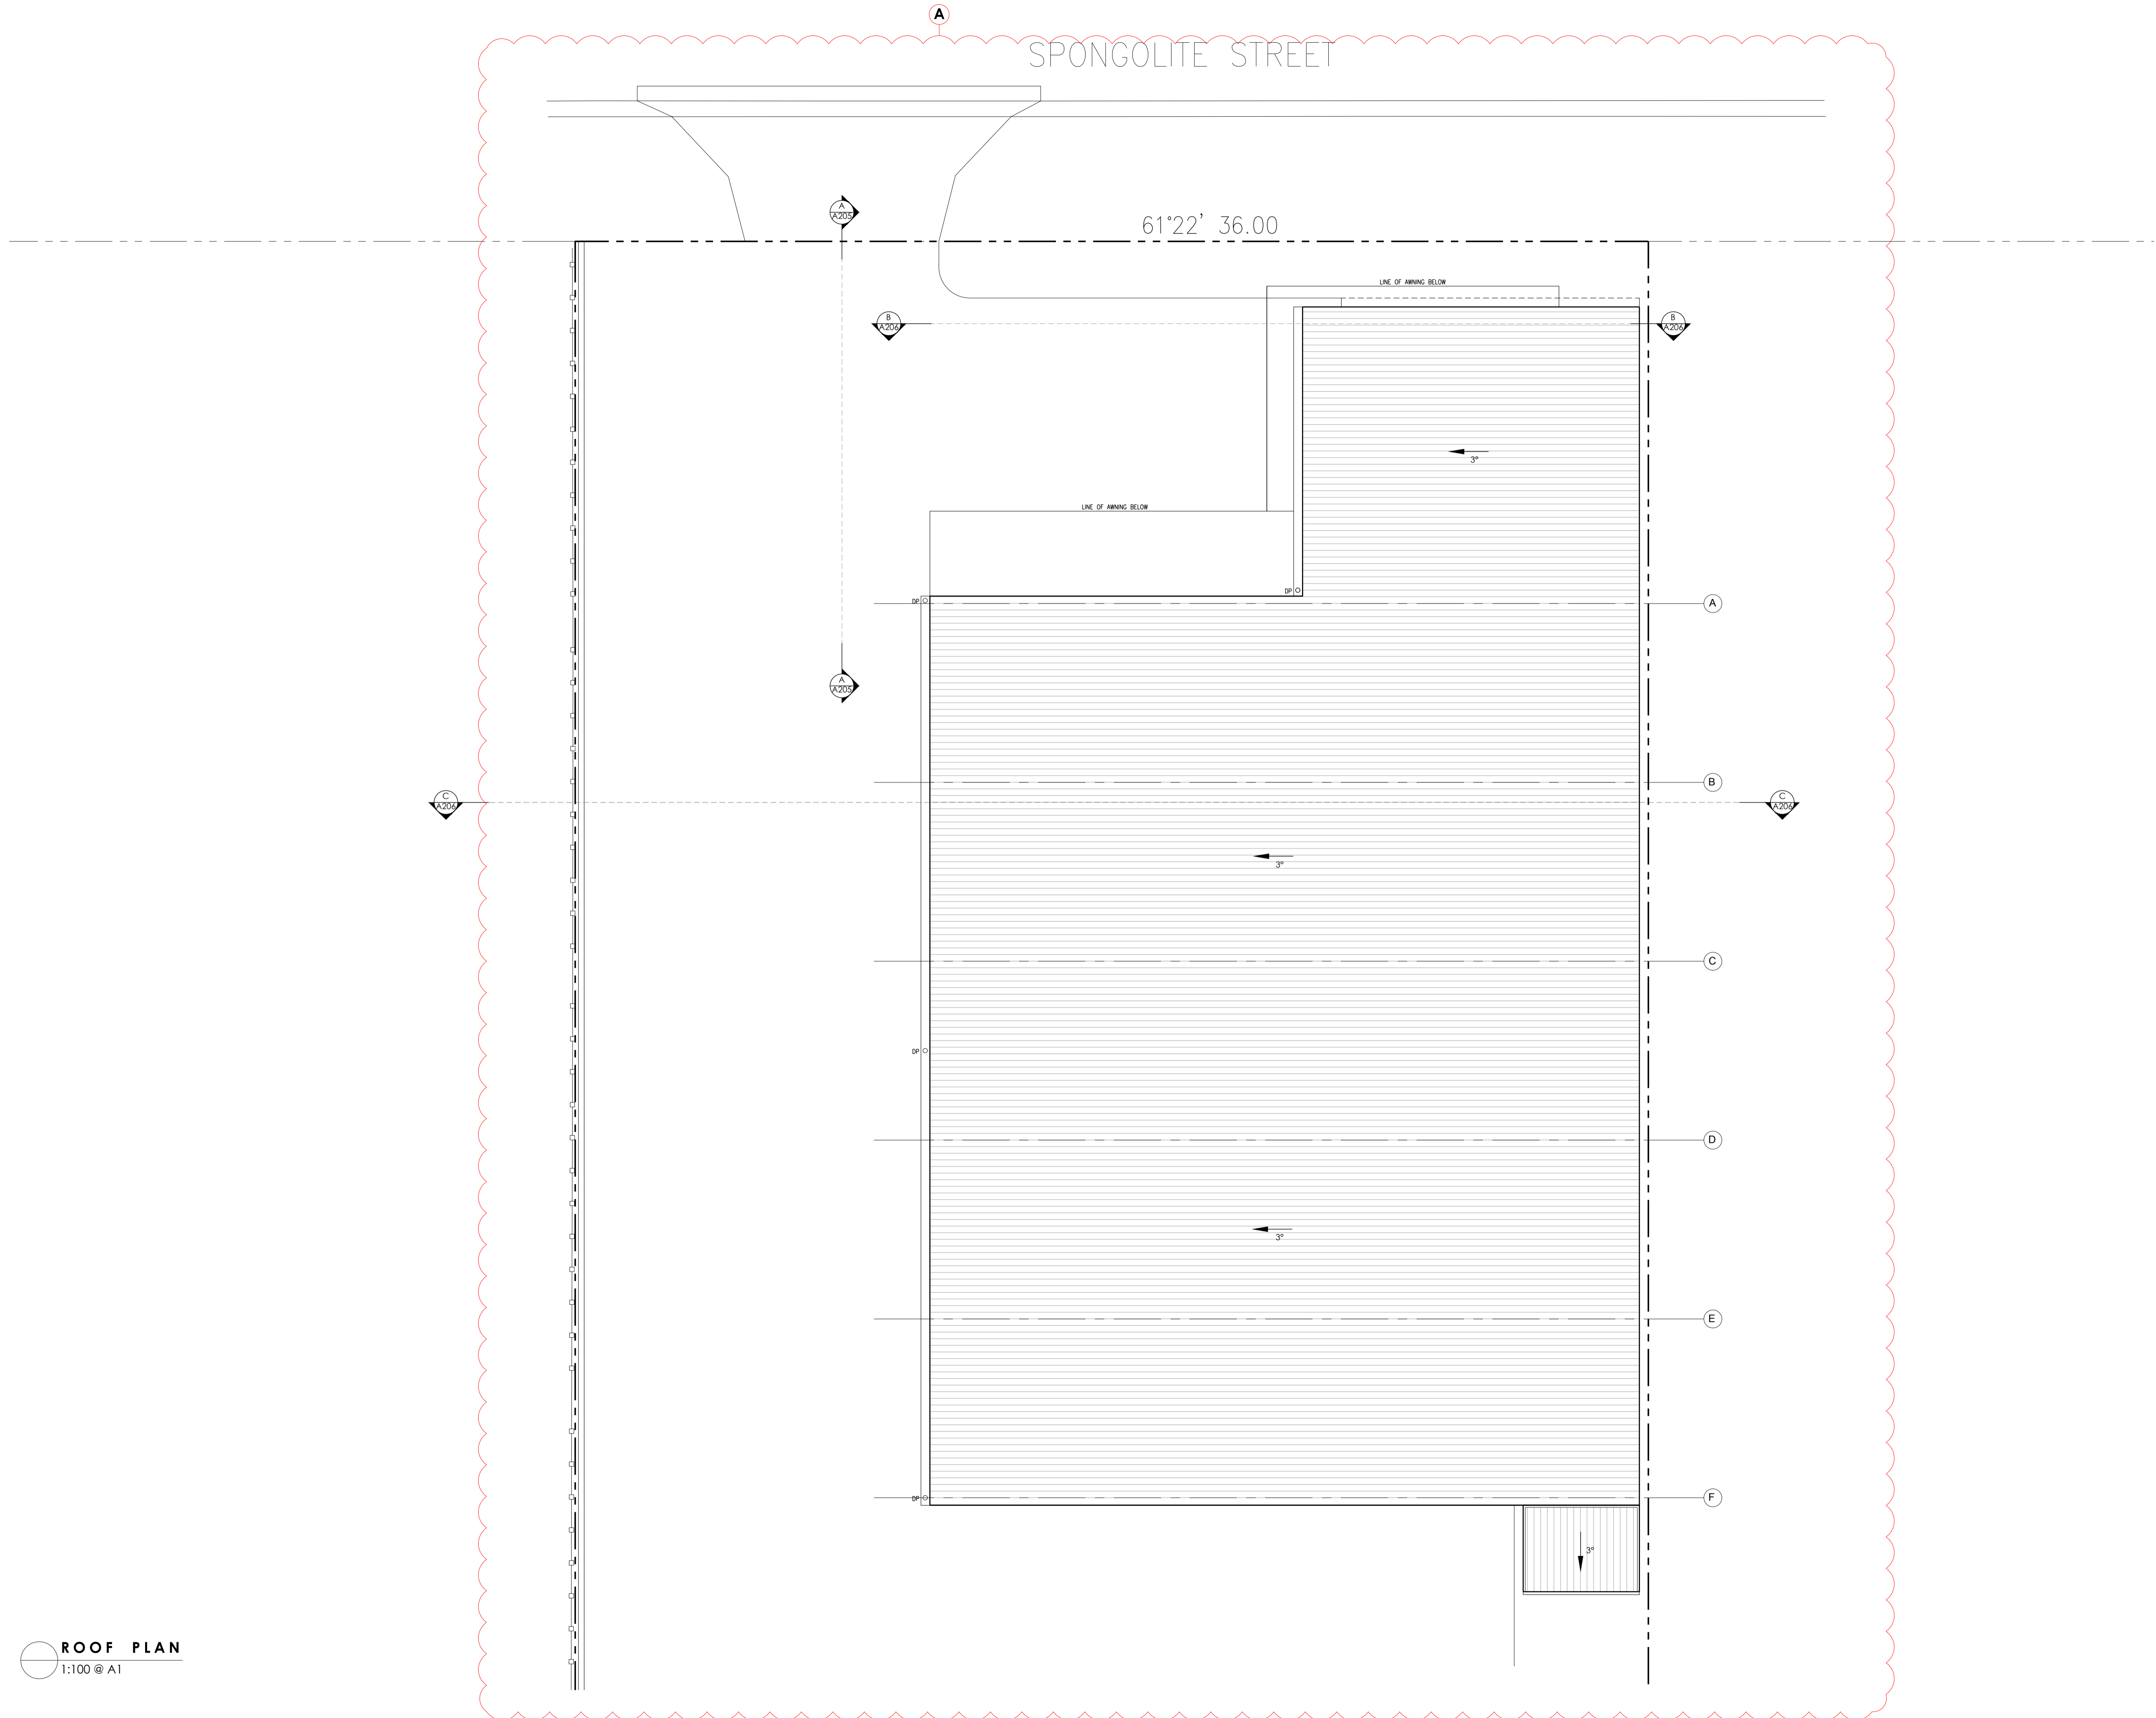 A
SPONGOLITE STREET
A
A205
61°22' 36.00
LINE OF AWNING BELOW
B
A206
B
A206
3°
LINE OF AWNING BELOW
DP
DP
A
A
A205
B
C
A206
C
A206
3°
C
DP
D
3°
E
DP
F
3°
ROOF PLAN
1:100 @ A1